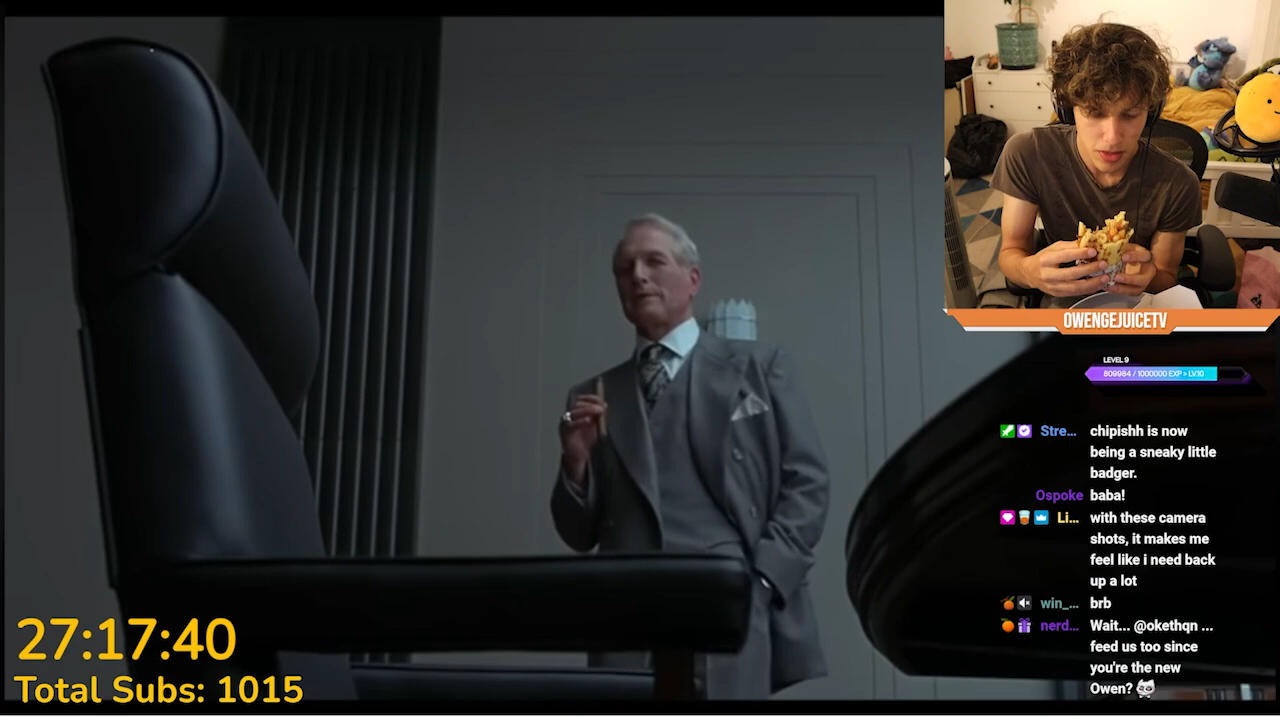 OWENGEJUICETV
LEVEL 9
809984 / 1000000 EXP > LV.10
Stre... chipishh is now
being a sneaky little
badger.
Ospoke baba!
Li... with these camera
shots, it makes me
feel like i need back
up a lot
win_... brb
nerd... Wait... @okethqn ...
feed us too since
you're the new
Owen?
27:17:40
Total Subs: 1015